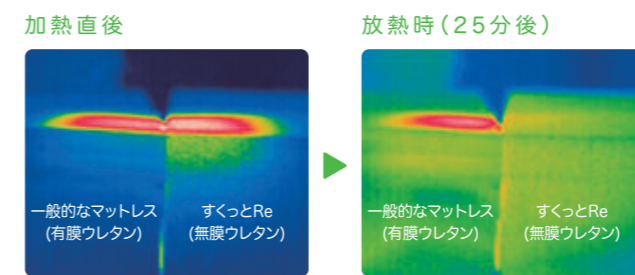 加熱直後
放熱時(25分後)
一般的なマットレス
(有膜ウレタン)
すくっとRe
(無膜ウレタン)
一般的なマットレス
(有膜ウレタン)
すくっとRe
(無膜ウレタン)